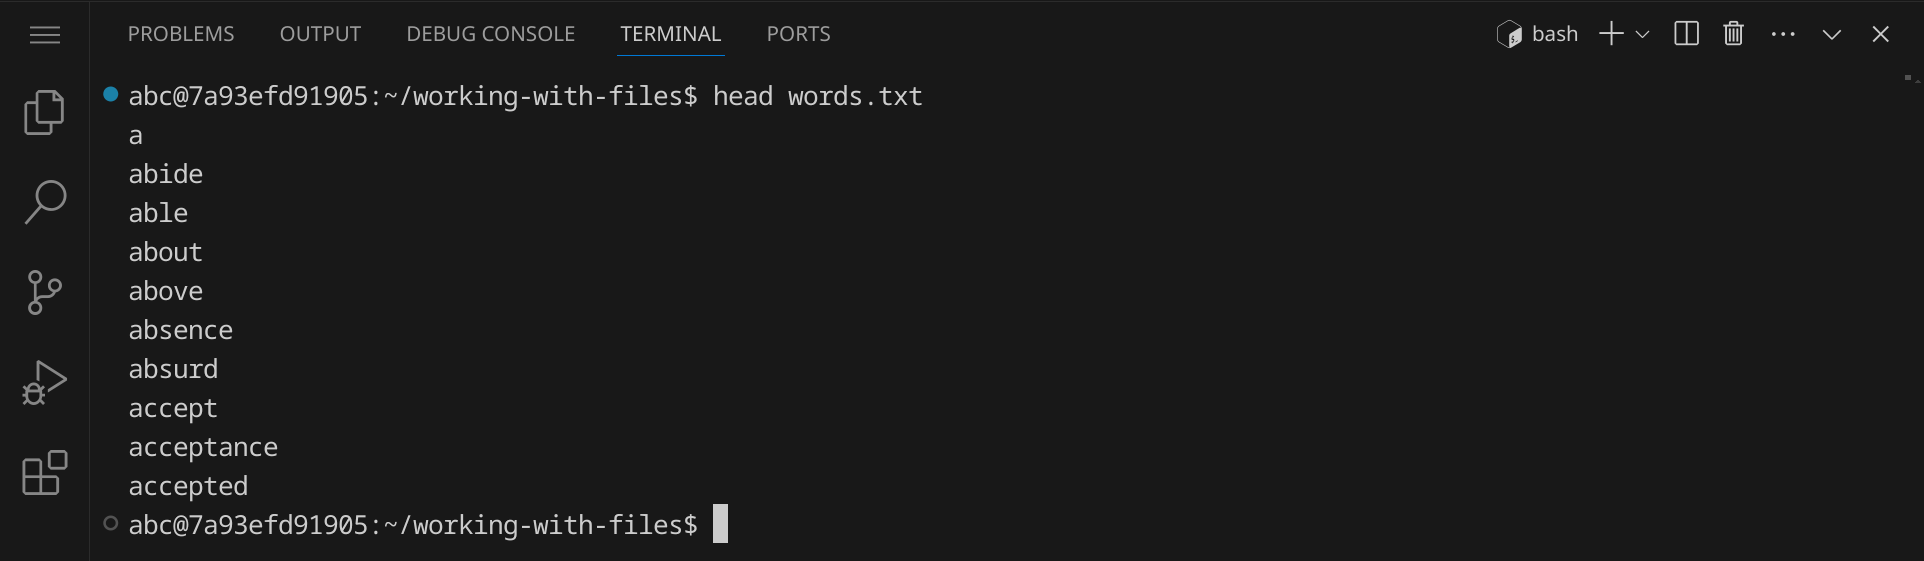 PROBLEMS OUTPUT DEBUG CONSOLE TERMINAL PORTS bash
abc@7a93efd91905:~/working-with-files$ head words.txt
a
abide
able
about
above
absence
absurd
accept
acceptance
accepted
abc@7a93efd91905:~/working-with-files$